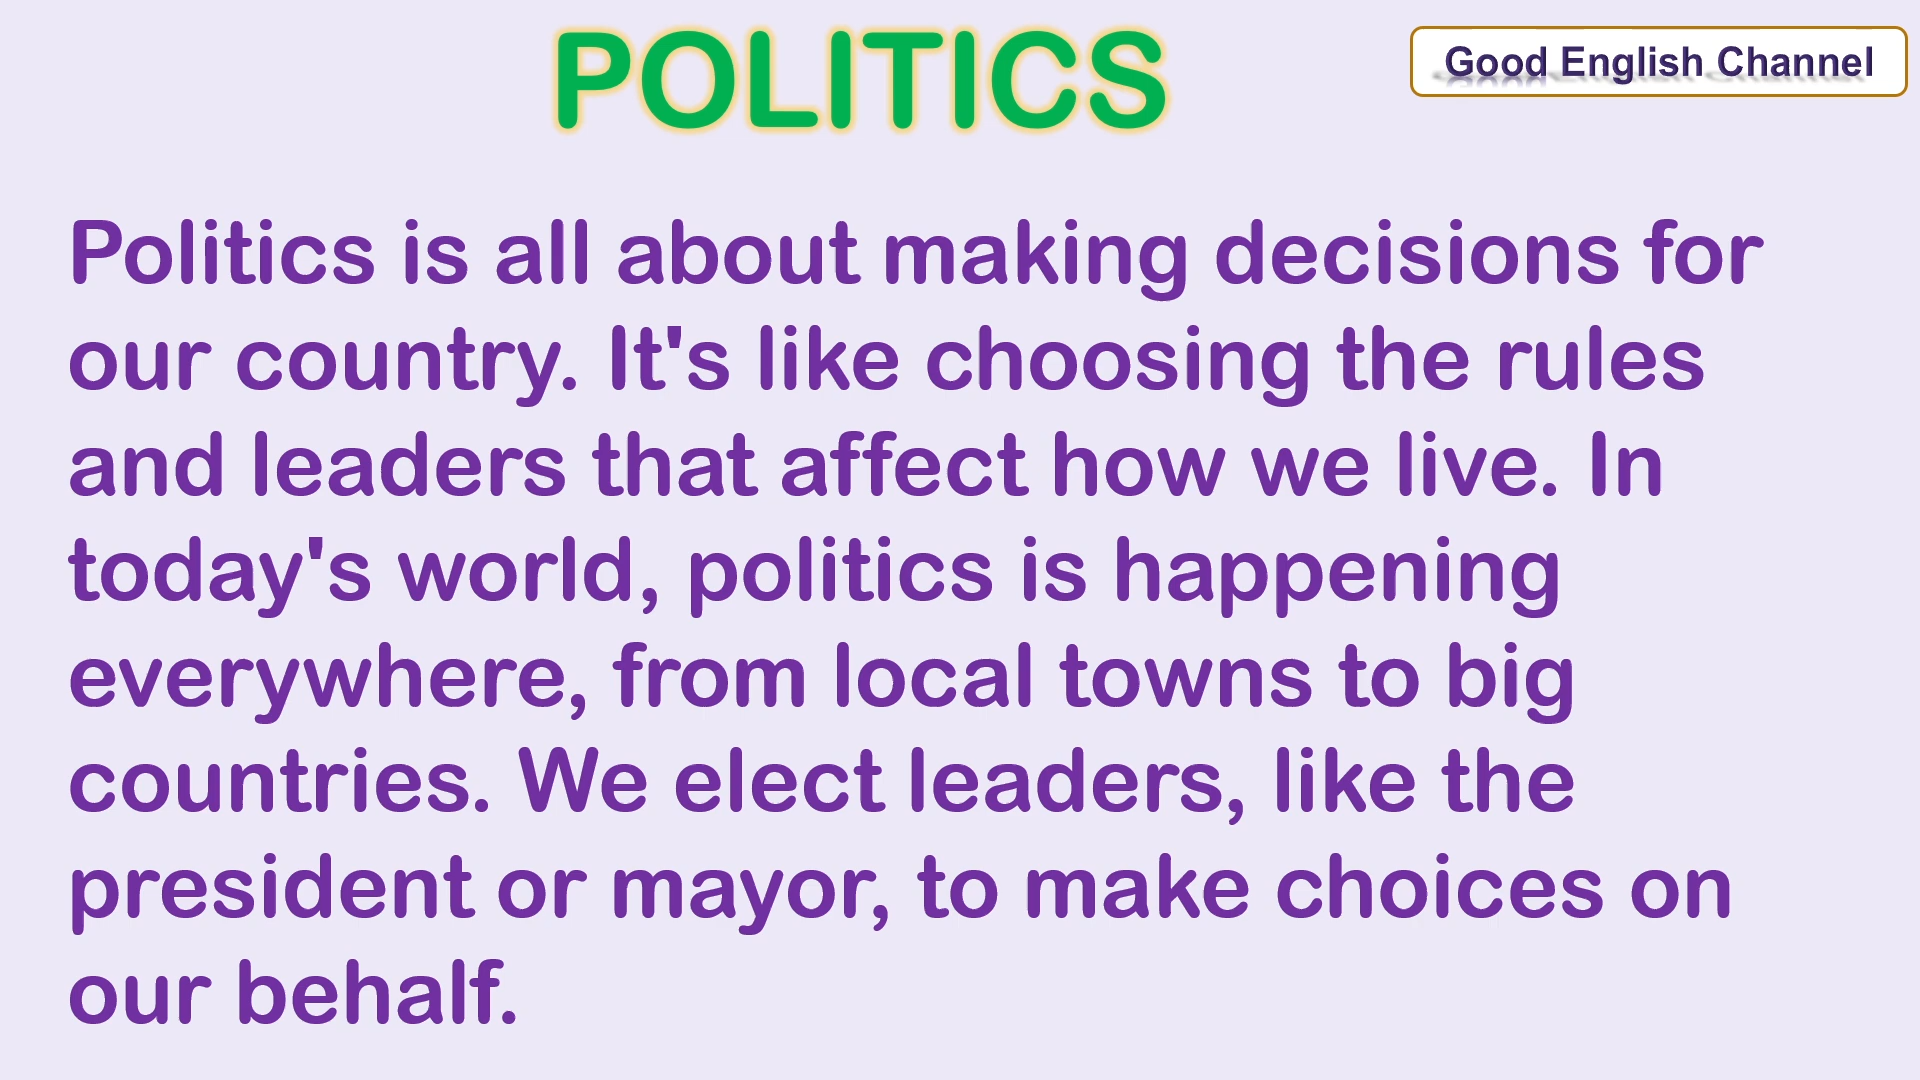 POLITICS
Good English Channel
Politics is all about making decisions for
our country. It's like choosing the rules
and leaders that affect how we live. In
today's world, politics is happening
everywhere, from local towns to big
countries. We elect leaders, like the
president or mayor, to make choices on
our behalf.